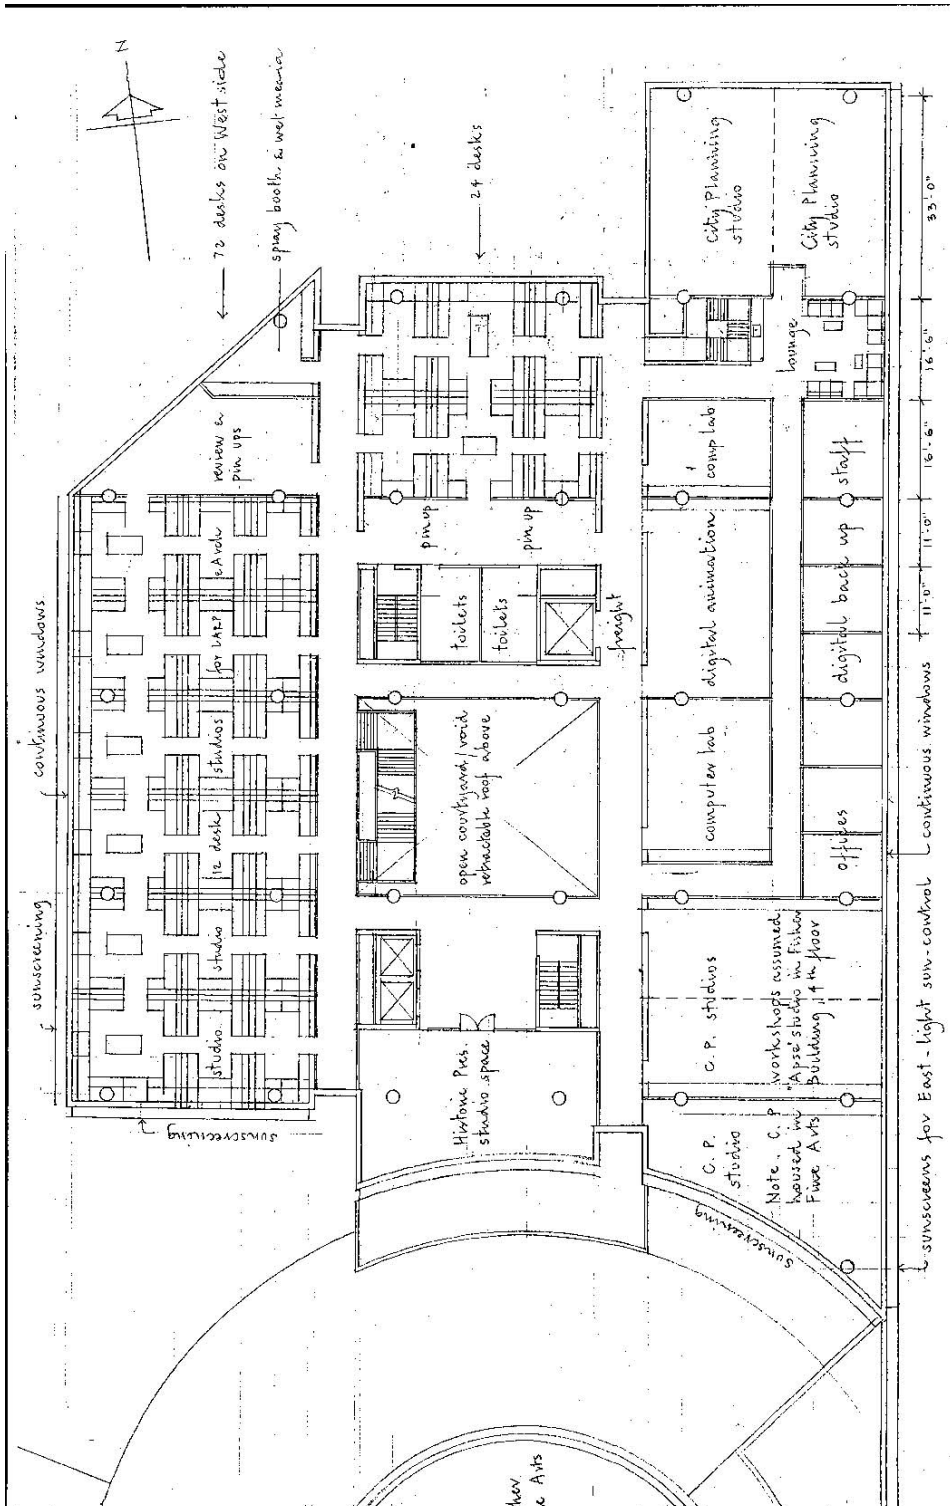 N
72 desks on West side
spray booth & wet media
24 desks
City Planning
studio
City Planning
studio
33'-0"
lounge
16'-6"
16'-6"
11'-0"
11'-0"
review &
pin ups
pin up
pin up
comp lab
staff
continuous windows
studio studio 12 desk studios for LARP & Arch
toilets
toilets
freight
digital animation
digital back up
sunscreening
open courtyard/void
retractable roof above
computer lab
offices
continuous windows
sunscreening
Historic Pres.
studio space
C. P. studios
C. P.
studio
Note. C. P workshops assumed
housed in "Apse" studio in Fisher
Fine Arts Building, 4th floor
sunscreening
sunscreens for East-light sun-control
Arts